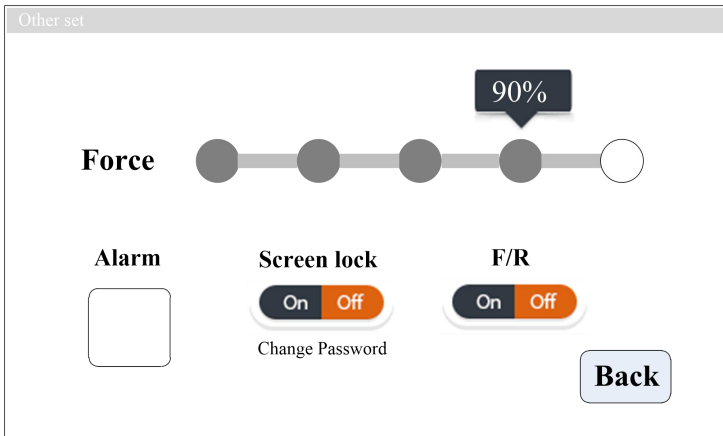 Other set
90%
Force
Alarm
Screen lock
F/R
On Off
On Off
Change Password
Back